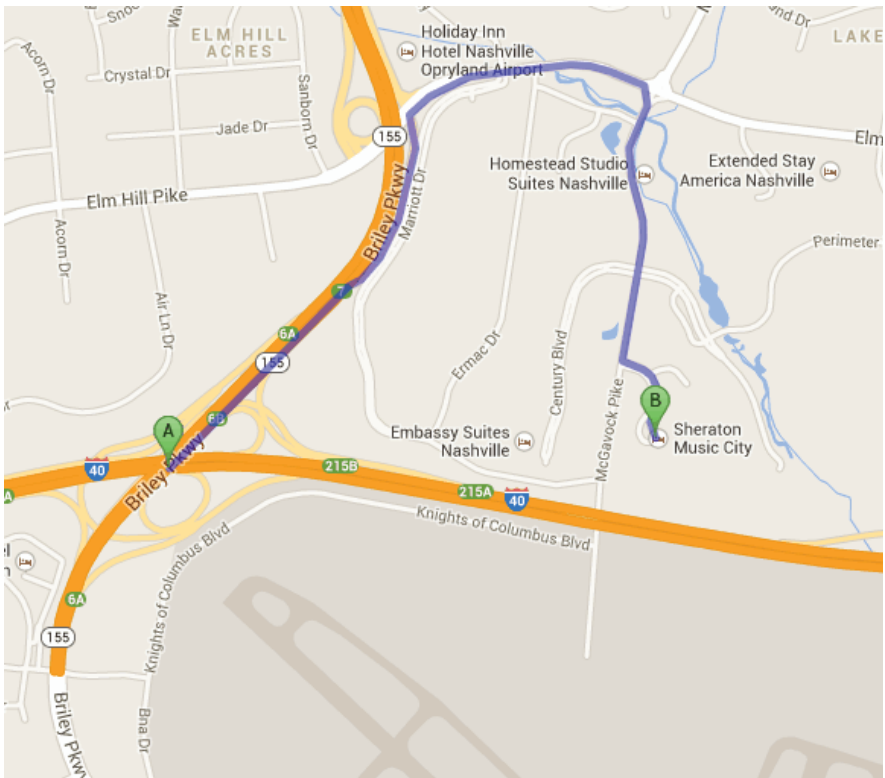 Snoo
ond Dr
ELM HILL
ACRES
Holiday Inn
Hotel Nashville
Opryland Airport
LAKE
Acorn Dr
Crystal Dr
Sanborn Dr
Jade Dr
155
Elm
Elm Hill Pike
Briley Pkwy
Marriott Dr
Homestead Studio
Suites Nashville
Extended Stay
America Nashville
Acorn Dr
Perimeter
7
Air Ln Dr
6A
155
Ermac Dr
Century Blvd
A
6B
B
McGavock Pike
Embassy Suites
Nashville
Sheraton
Music City
40
Briley Pkwy
215B
A
215A
40
Knights of Columbus Blvd
Knights of Columbus Blvd
el
n
6A
155
Briley Pkwy
Bna Dr